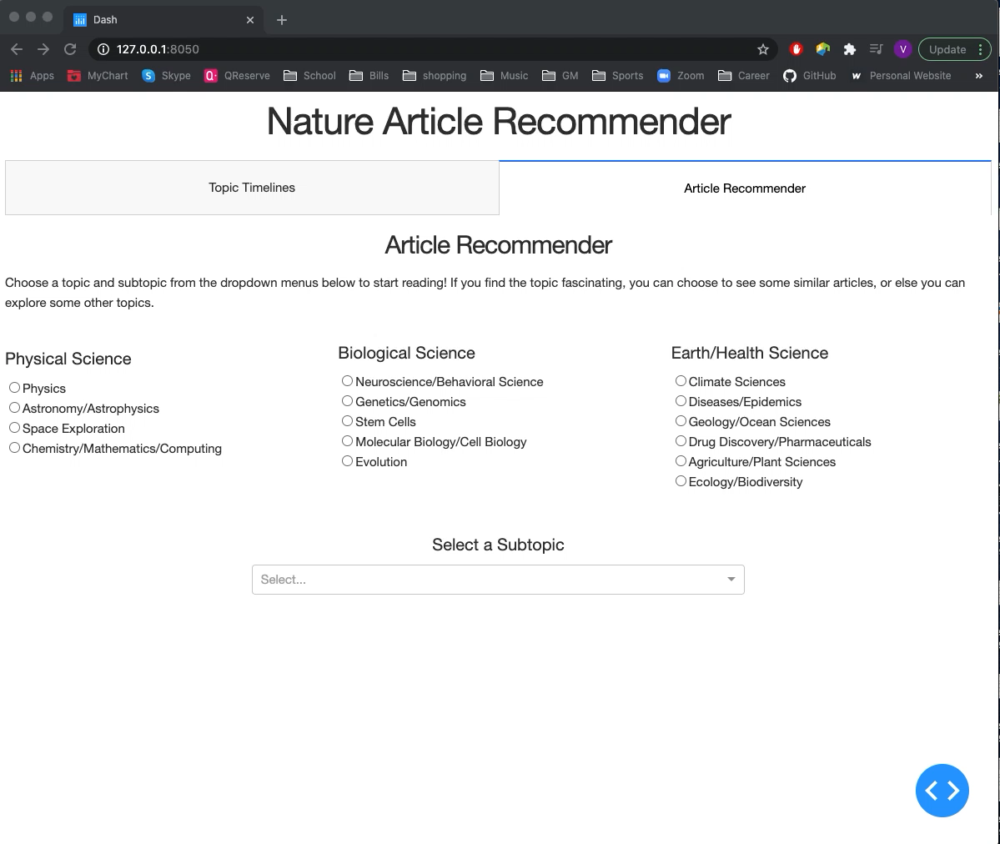 Dash
127.0.0.1:8050
V
Update
Apps MyChart S Skype Q QReserve School Bills shopping Music GM Sports Zoom Career GitHub w Personal Website »
Nature Article Recommender
Topic Timelines
Article Recommender
Article Recommender
Choose a topic and subtopic from the dropdown menus below to start reading! If you find the topic fascinating, you can choose to see some similar articles, or else you can
explore some other topics.
Physical Science
Physics
Astronomy/Astrophysics
Space Exploration
Chemistry/Mathematics/Computing
Biological Science
Neuroscience/Behavioral Science
Genetics/Genomics
Stem Cells
Molecular Biology/Cell Biology
Evolution
Earth/Health Science
Climate Sciences
Diseases/Epidemics
Geology/Ocean Sciences
Drug Discovery/Pharmaceuticals
Agriculture/Plant Sciences
Ecology/Biodiversity
Select a Subtopic
Select...